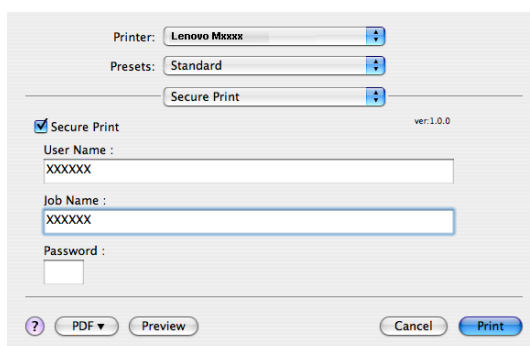 Printer: Lenovo Mxxxx
Presets: Standard
Secure Print
Secure Print
ver:1.0.0
User Name :
XXXXXX
Job Name :
XXXXXX
Password :
? PDF ▾ Preview Cancel Print